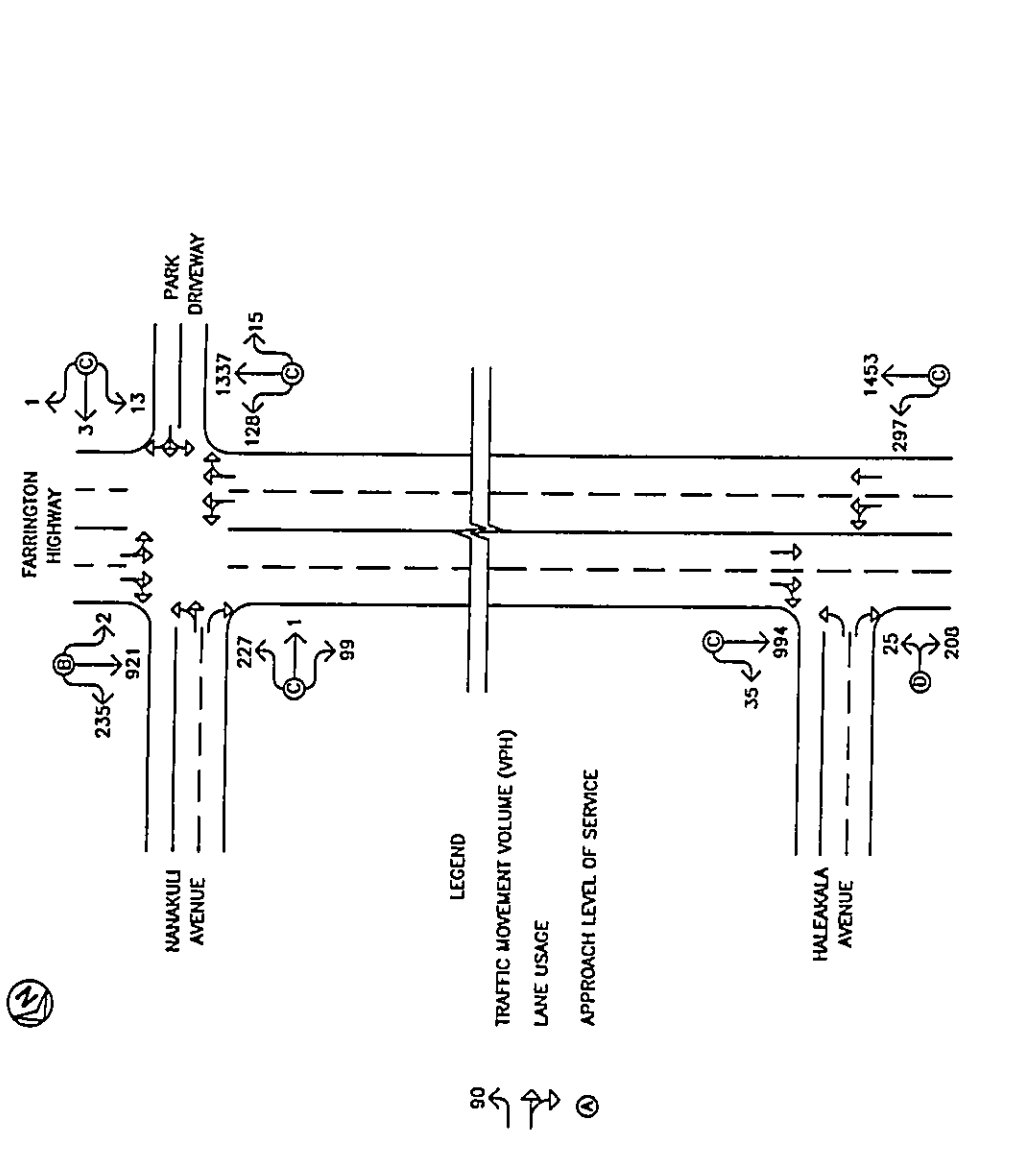 N
FARRINGTON
HIGHWAY
PARK
DRIVEWAY
NANAKULI
AVENUE
HALEAKALA
AVENUE
1
3
13
C
1337
15
128
C
B
2
921
235
227
1
99
C
C
994
35
25
208
D
1453
297
C
LEGEND
90
TRAFFIC MOVEMENT VOLUME (VPH)
LANE USAGE
A
APPROACH LEVEL OF SERVICE